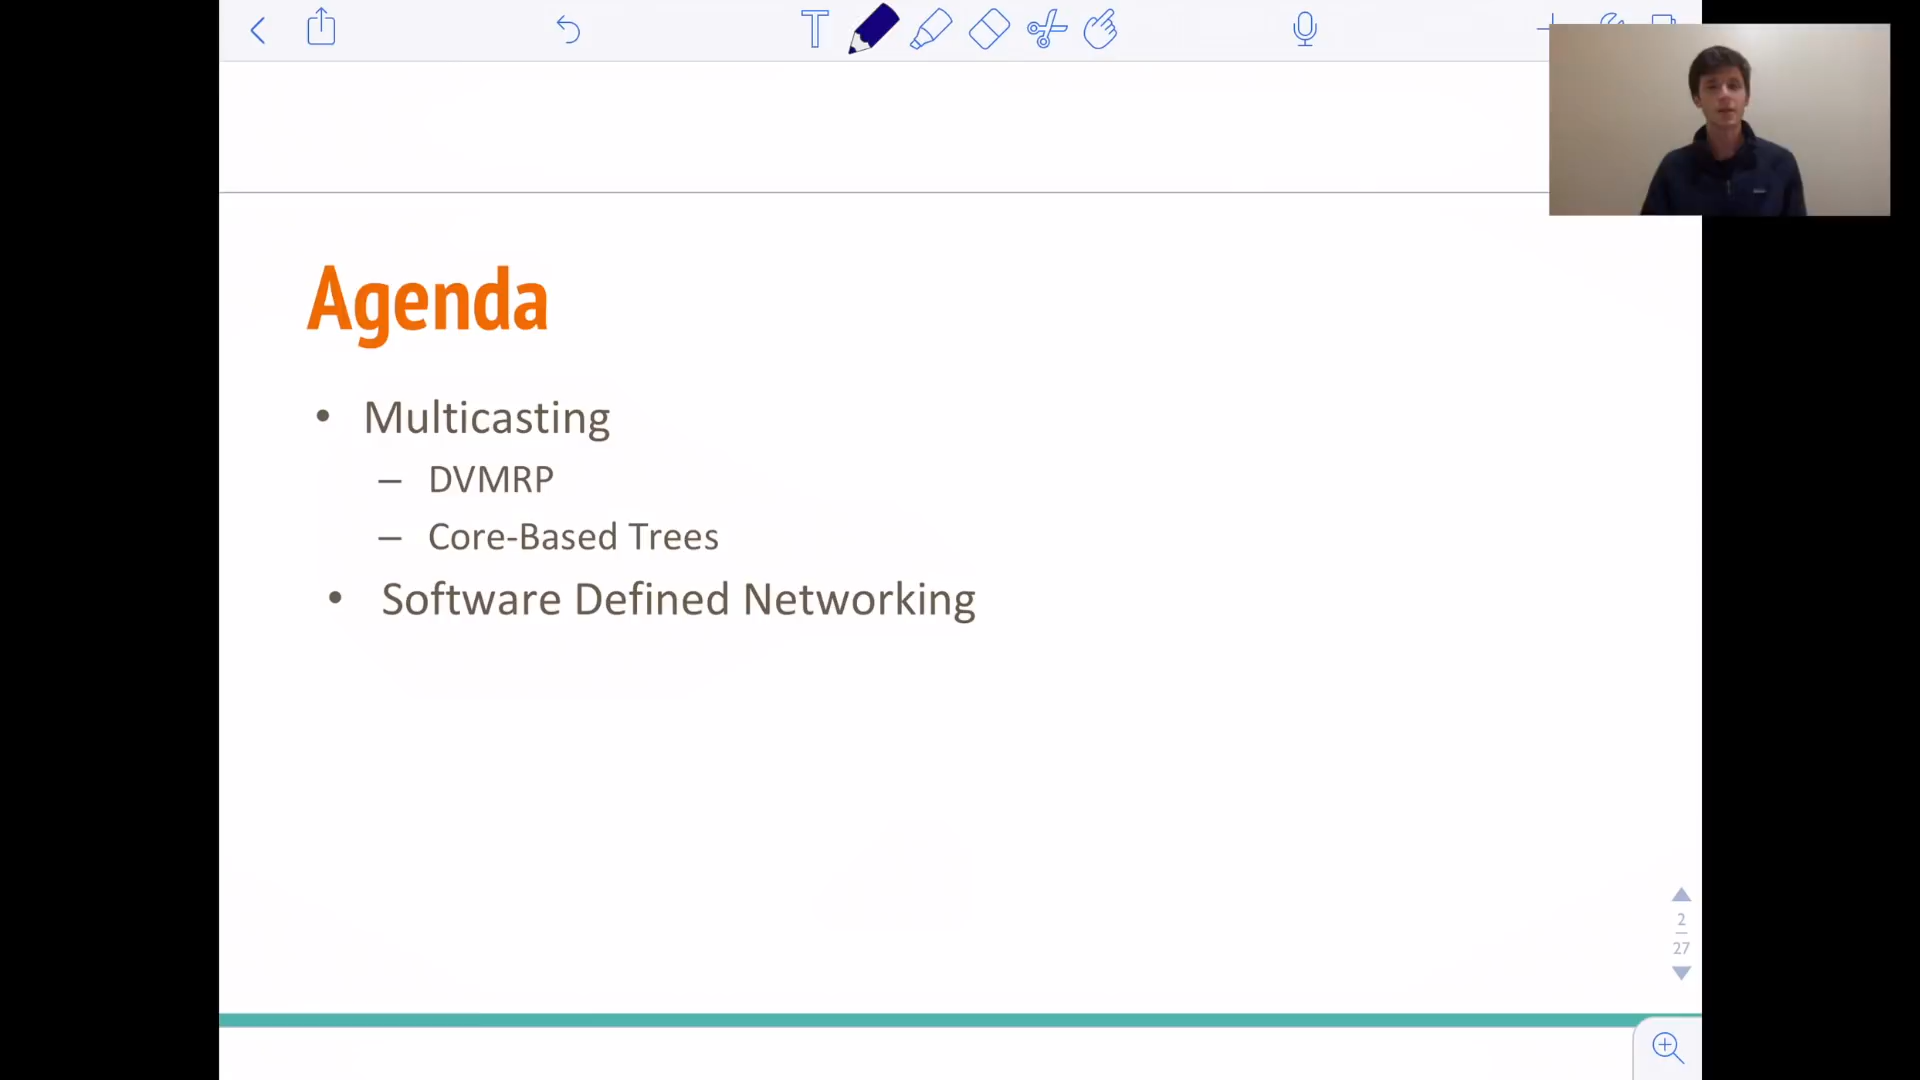 T
Agenda
• Multicasting
– DVMRP
– Core-Based Trees
• Software Defined Networking
2
27